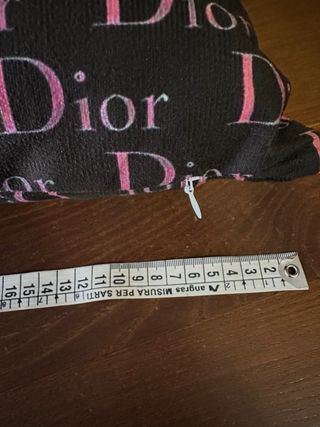 Dior D
Dior D
Dior
16 15 14 13 12 11 10 9 8 7 6 5 4 3 2
angras MISURA PER SARTI